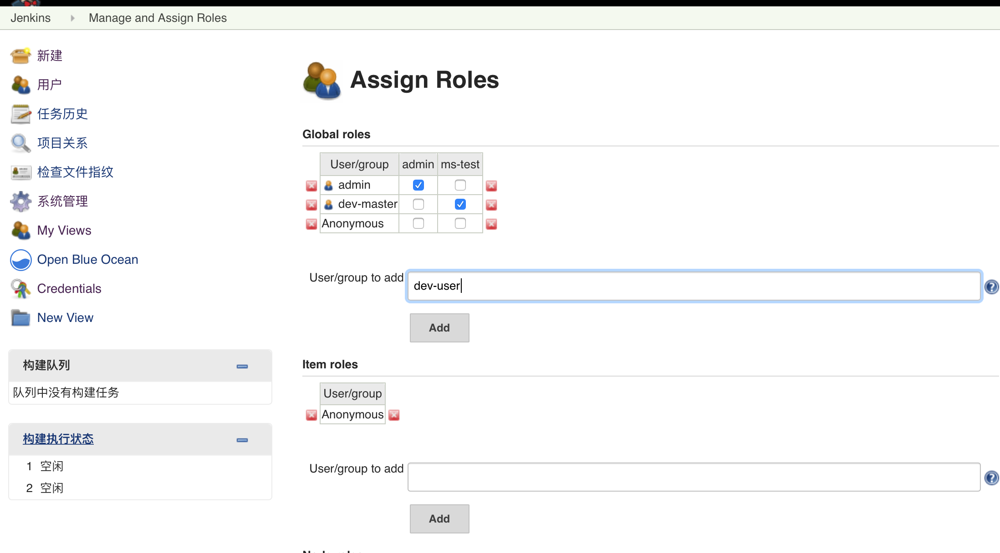 Jenkins
Manage and Assign Roles
新建
用户
任务历史
项目关系
检查文件指纹
系统管理
My Views
Open Blue Ocean
Credentials
New View
构建队列
队列中没有构建任务
构建执行状态
1 空闲
2 空闲
Assign Roles
Global roles
User/group admin ms-test
admin
dev-master
Anonymous
User/group to add dev-user
Add
Item roles
User/group
Anonymous
User/group to add
Add